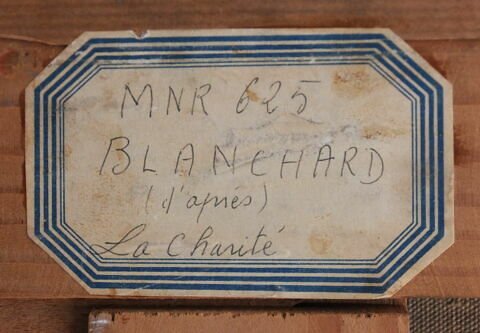 MNR 625
BLANCHARD
(d'après)
La Charité